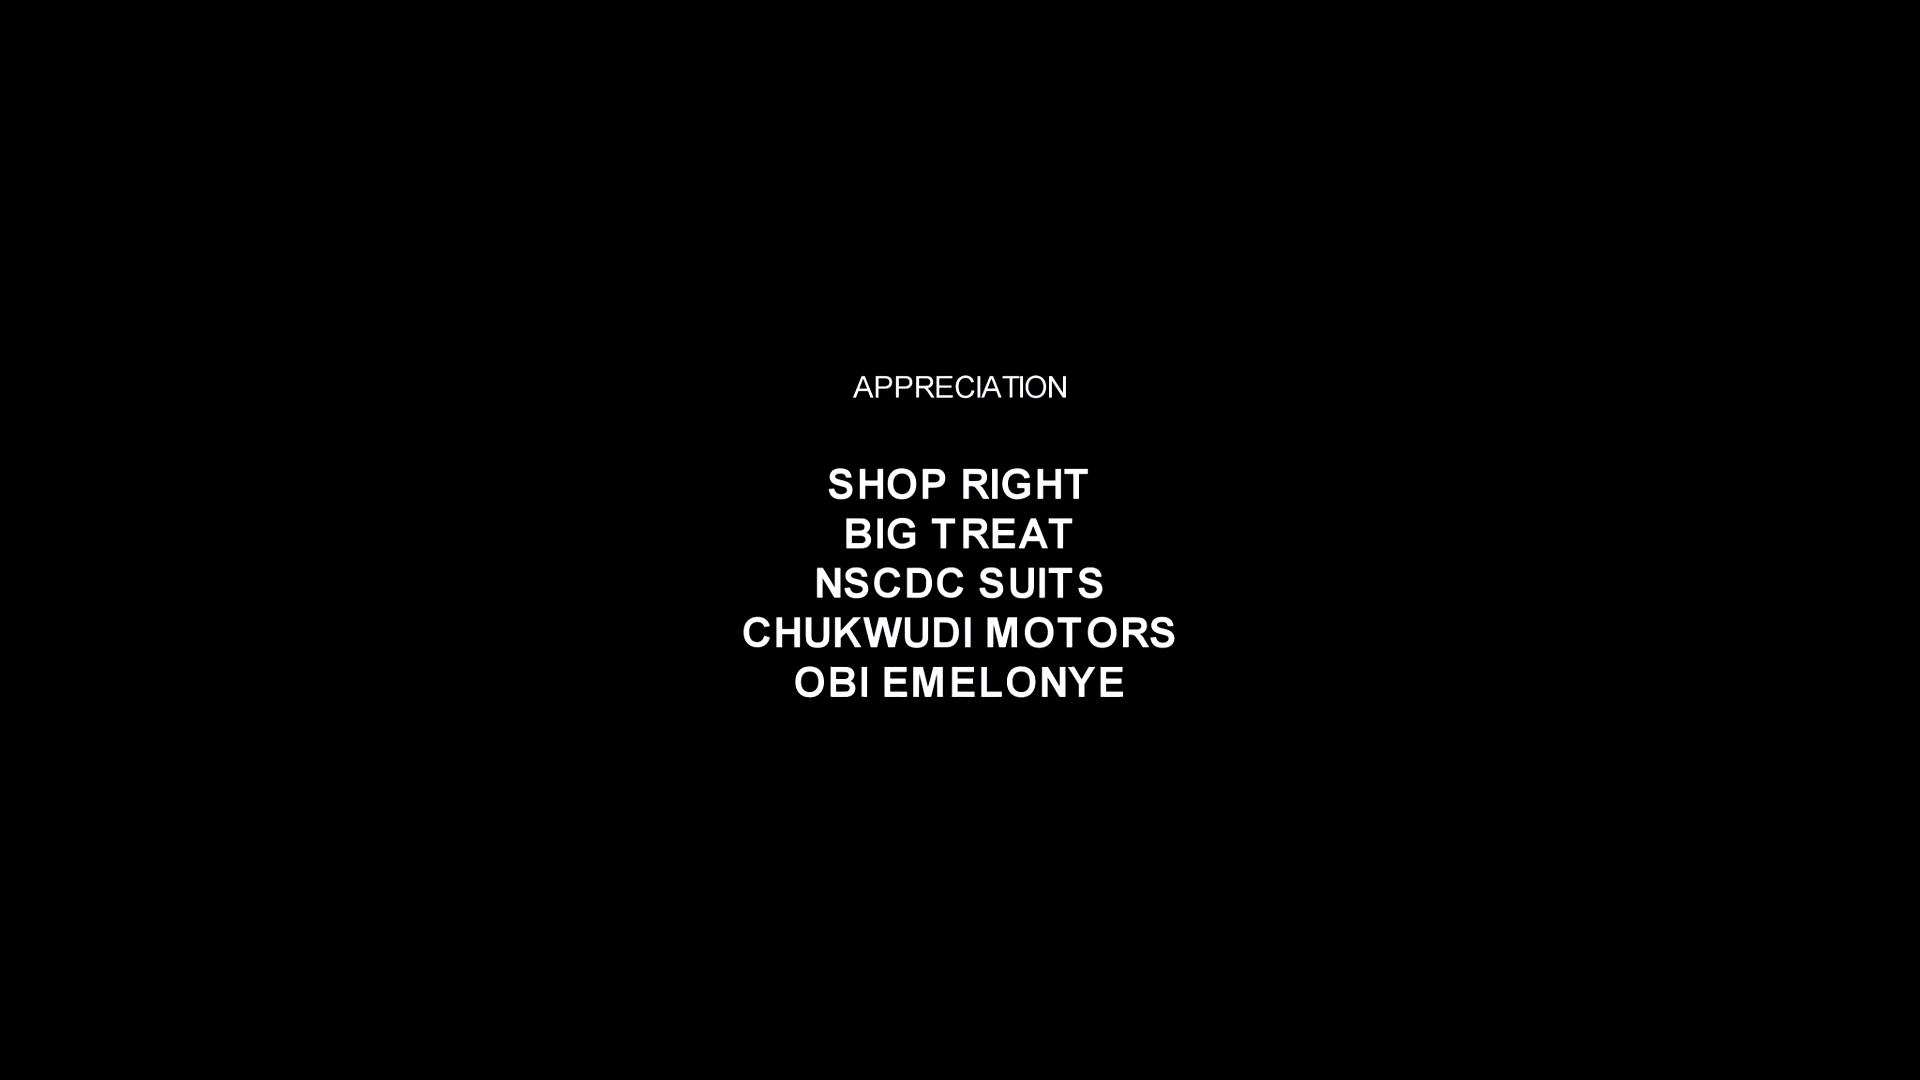 APPRECIATION
SHOP RIGHT
BIG TREAT
NSCDC SUITS
CHUKWUDI MOTORS
OBI EMELONYE